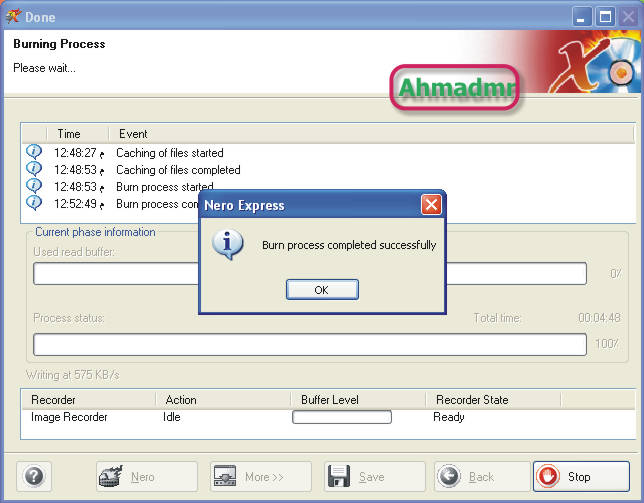 Done
Burning Process
Please wait...
Ahmadmr
Time Event
12:48:27 م Caching of files started
12:48:53 م Caching of files completed
12:48:53 م Burn process started
12:52:49 م Burn process
Nero Express
Burn process completed successfully
OK
Current phase information
Used read buffer:
0%
Process status: Total time: 00:04:48
100%
Writing at 575 KB/s
Recorder Action Buffer Level Recorder State
Image Recorder Idle Ready
Nero More >> Save Back Stop